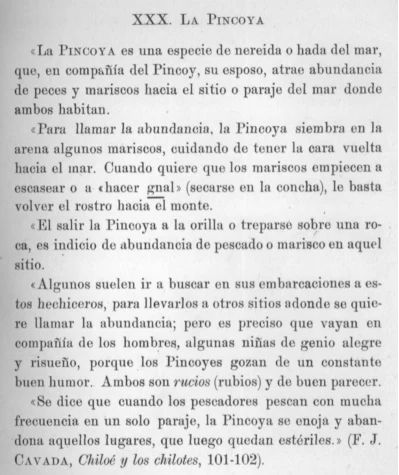 XXX. La Pincoya
«La Pincoya es una especie de nereida o hada del mar,
que, en compañía del Pincoy, su esposo, atrae abundancia
de peces y mariscos hacia el sitio o paraje del mar donde
ambos habitan.
«Para llamar la abundancia, la Pincoya siembra en la
arena algunos mariscos, cuidando de tener la cara vuelta
hacia el mar. Cuando quiere que los mariscos empiecen a
escasear o a «hacer gnal» (secarse en la concha), le basta
volver el rostro hacia el monte.
«El salir la Pincoya a la orilla o treparse sobre una ro-
ca, es indicio de abundancia de pescado o marisco en aquel
sitio.
«Algunos suelen ir a buscar en sus embarcaciones a es-
tos hechiceros, para llevarlos a otros sitios adonde se quie-
re llamar la abundancia; pero es preciso que vayan en
compañía de los hombres, algunas niñas de genio alegre
y risueño, porque los Pincoyes gozan de un constante
buen humor. Ambos son rucios (rubios) y de buen parecer.
«Se dice que cuando los pescadores pescan con mucha
frecuencia en un solo paraje, la Pincoya se enoja y aban-
dona aquellos lugares, que luego quedan estériles.» (F. J.
Cavada, Chiloé y los chilotes, 101-102).